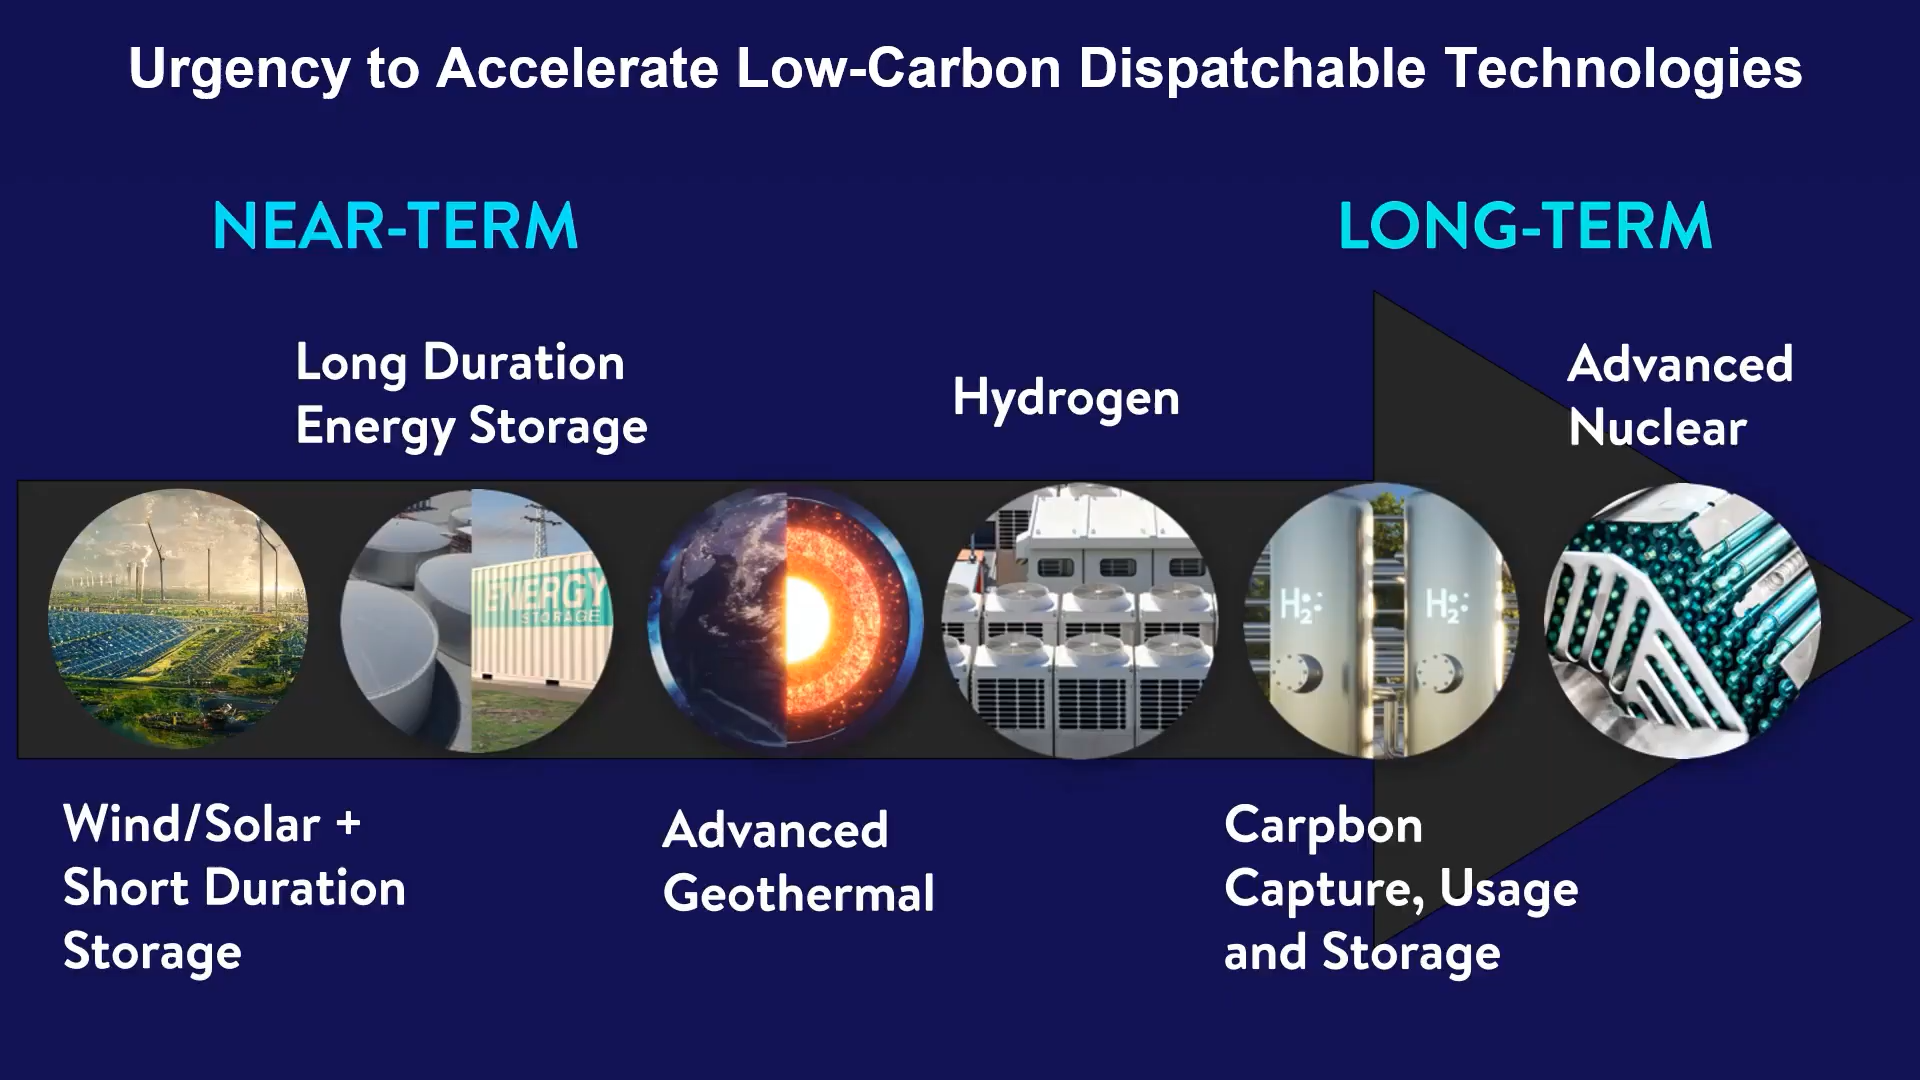 Urgency to Accelerate Low-Carbon Dispatchable Technologies
NEAR-TERM
LONG-TERM
Long Duration
Energy Storage
Hydrogen
Advanced
Nuclear
ENERGY
STORAGE
H₂
H₂
Wind/Solar +
Short Duration
Storage
Advanced
Geothermal
Carpbon
Capture, Usage
and Storage